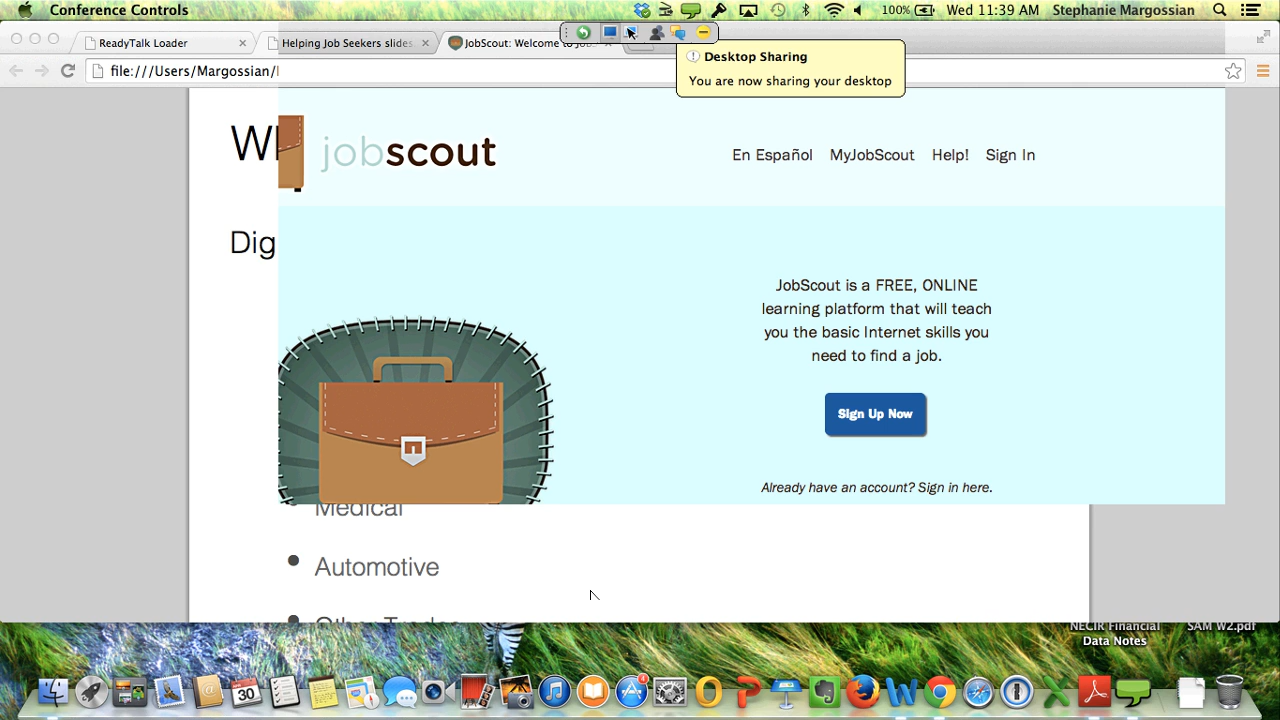 Conference Controls
100%
Wed 11:39 AM
Stephanie Margossian
ReadyTalk Loader
Helping Job Seekers slides
JobScout: Welcome to
file:///Users/Margossian/
Desktop Sharing
You are now sharing your desktop
jobscout
En Español
MyJobScout
Help!
Sign In
Dig
JobScout is a FREE, ONLINE
learning platform that will teach
you the basic Internet skills you
need to find a job.
Sign Up Now
Already have an account? Sign in here.
Medical
Automotive
Other
NECIR Financial
Data Notes
SAM W2.pdf
30
1